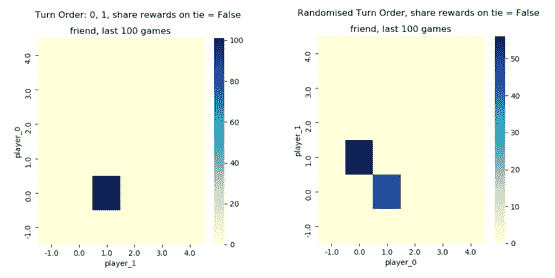 Turn Order: 0, 1, share rewards on tie = False
friend, last 100 games
4.0
3.0
2.0
1.0
0.0
-1.0
player_0
-1.0 0.0 1.0 2.0 3.0 4.0
player_1
100
80
60
40
20
0
Randomised Turn Order, share rewards on tie = False
friend, last 100 games
4.0
3.0
2.0
1.0
0.0
-1.0
player_1
-1.0 0.0 1.0 2.0 3.0 4.0
player_0
50
40
30
20
10
0